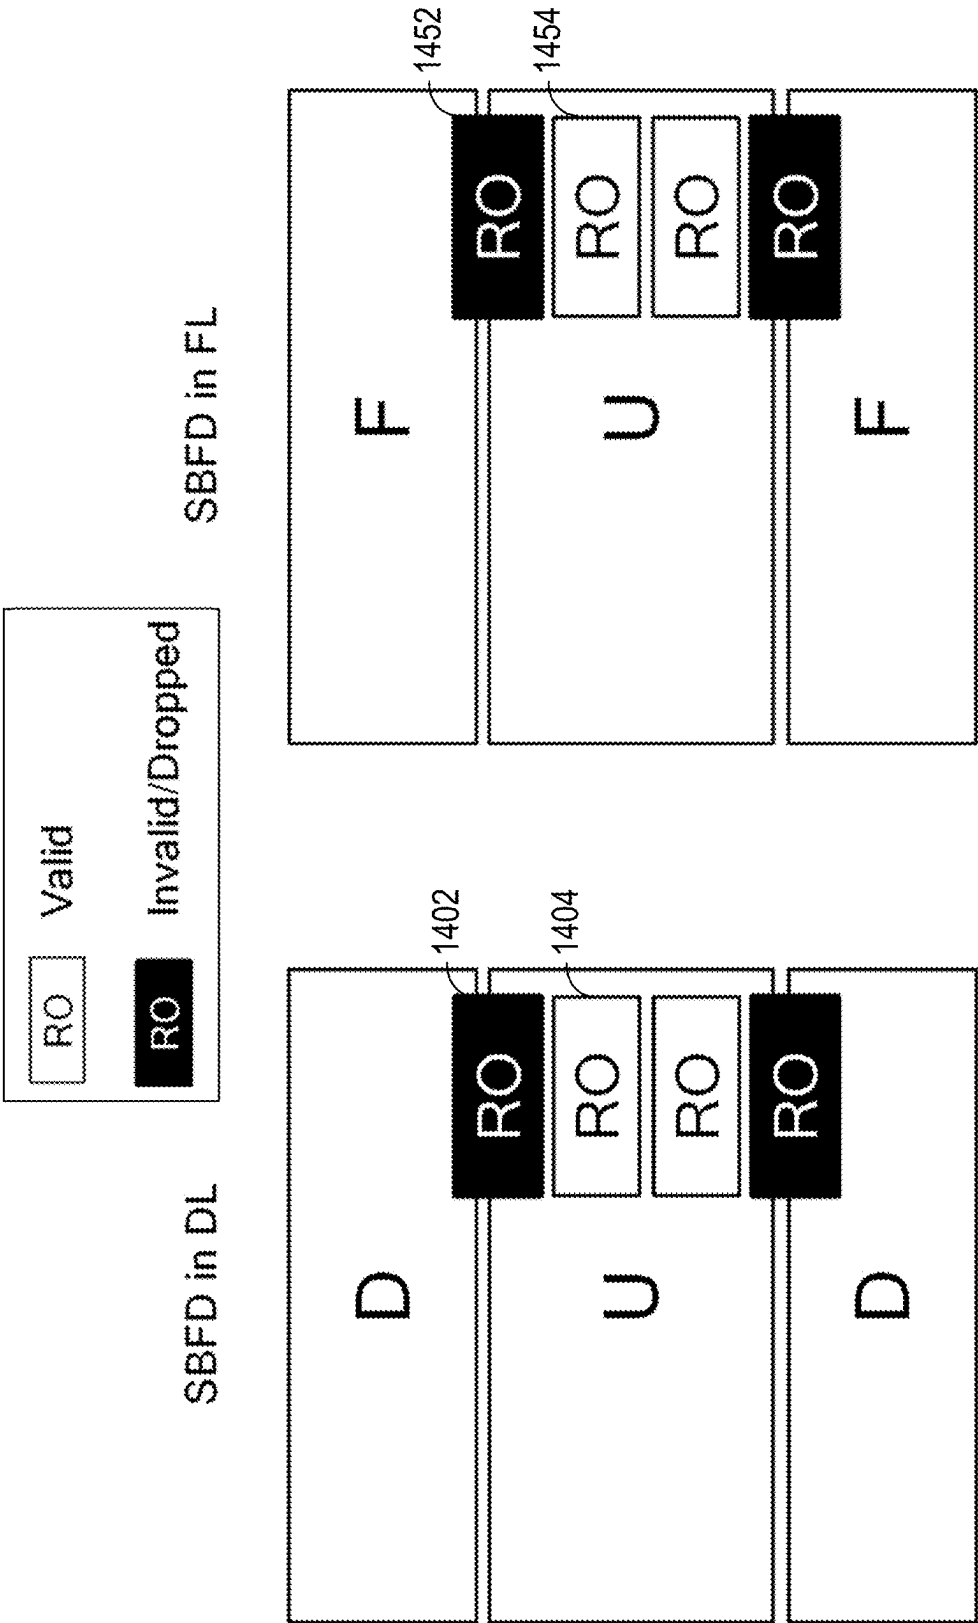 RO Valid
RO Invalid/Dropped
SBFD in DL
D
1402
RO
U
RO
1404
RO
RO
D
SBFD in FL
F
1452
RO
U
RO
1454
RO
RO
F